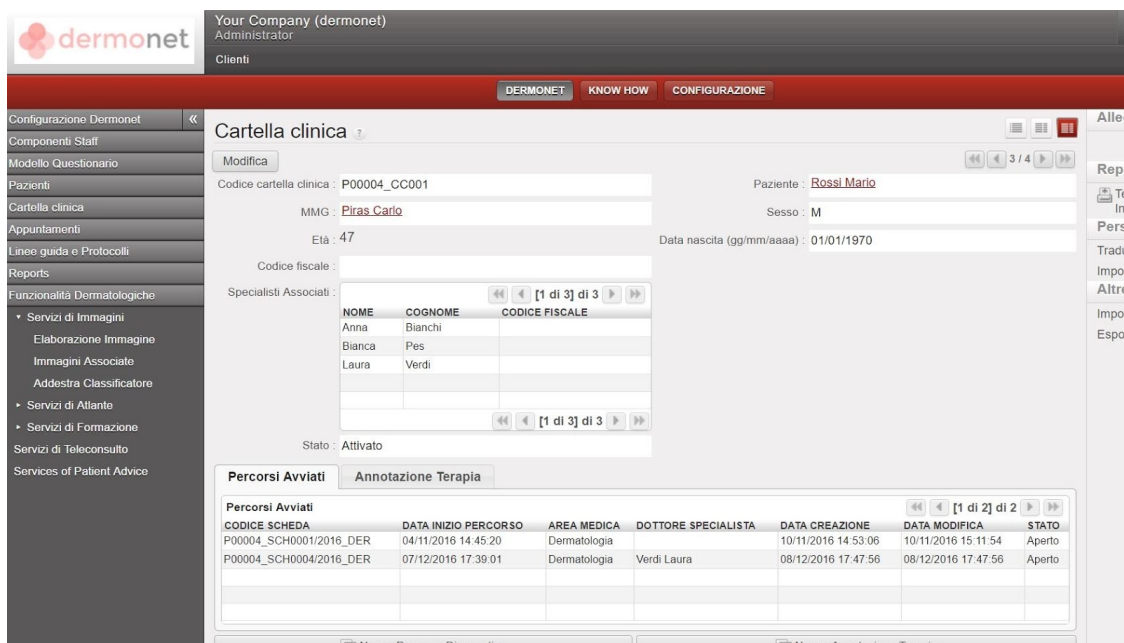 dermonet
Your Company (dermonet)
Administrator
Clienti
DERMONET KNOW HOW CONFIGURAZIONE
Configurazione Dermonet «
Componenti Staff
Modello Questionario
Pazienti
Cartella clinica
Appuntamenti
Linee guida e Protocolli
Reports
Funzionalità Dermatologiche
Servizi di Immagini
Elaborazione Immagine
Immagini Associate
Addestra Classificatore
Servizi di Atlante
Servizi di Formazione
Servizi di Teleconsulto
Services of Patient Advice
Cartella clinica ?
Modifica
3 / 4
Codice cartella clinica : P00004_CC001
Paziente : Rossi Mario
MMG : Piras Carlo
Sesso : M
Età : 47
Data nascita (gg/mm/aaaa) : 01/01/1970
Codice fiscale :
Specialisti Associati :
[1 di 3] di 3
NOME COGNOME CODICE FISCALE
Anna Bianchi
Bianca Pes
Laura Verdi
[1 di 3] di 3
Stato : Attivato
Percorsi Avviati Annotazione Terapia
Percorsi Avviati [1 di 2] di 2
CODICE SCHEDA DATA INIZIO PERCORSO AREA MEDICA DOTTORE SPECIALISTA DATA CREAZIONE DATA MODIFICA STATO
P00004_SCH0001/2016_DER 04/11/2016 14:45:20 Dermatologia 10/11/2016 14:53:06 10/11/2016 15:11:54 Aperto
P00004_SCH0004/2016_DER 07/12/2016 17:39:01 Dermatologia Verdi Laura 08/12/2016 17:47:56 08/12/2016 17:47:56 Aperto
Alle
Rep
Te
In
Pers
Tradu
Impo
Altre
Impo
Espo